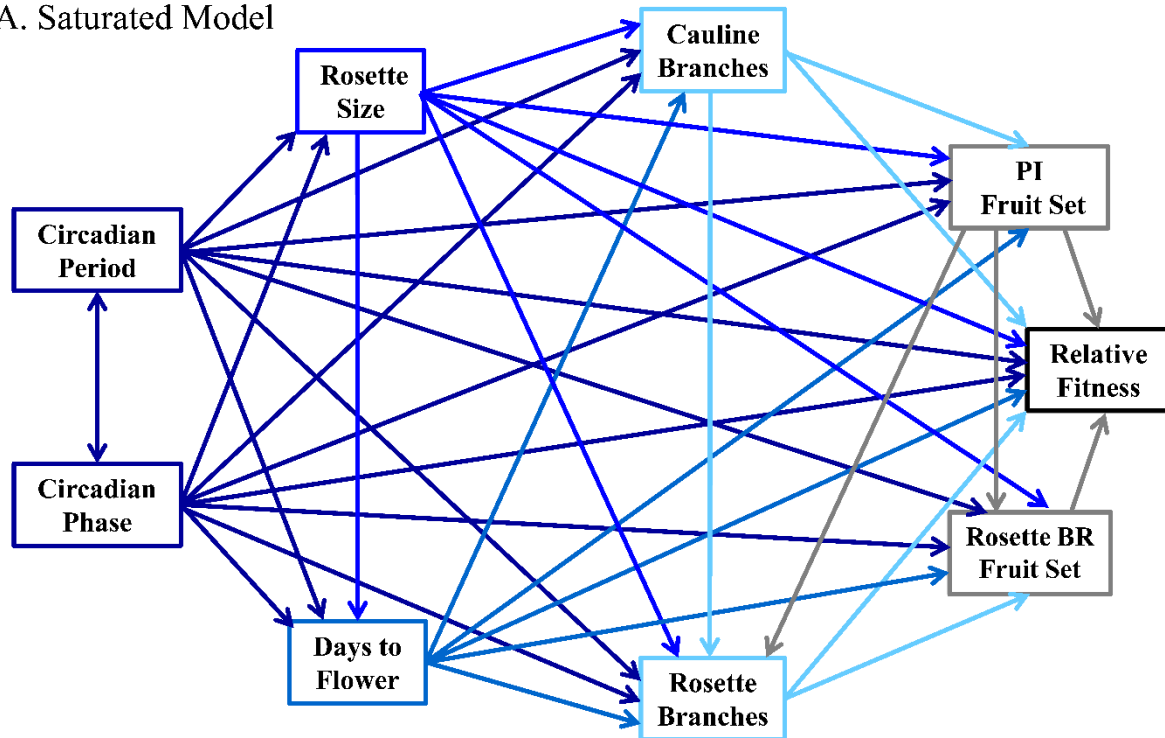 A. Saturated Model
Cauline
Branches
Rosette
Size
PI
Fruit Set
Circadian
Period
Relative
Fitness
Circadian
Phase
Rosette BR
Fruit Set
Days to
Flower
Rosette
Branches